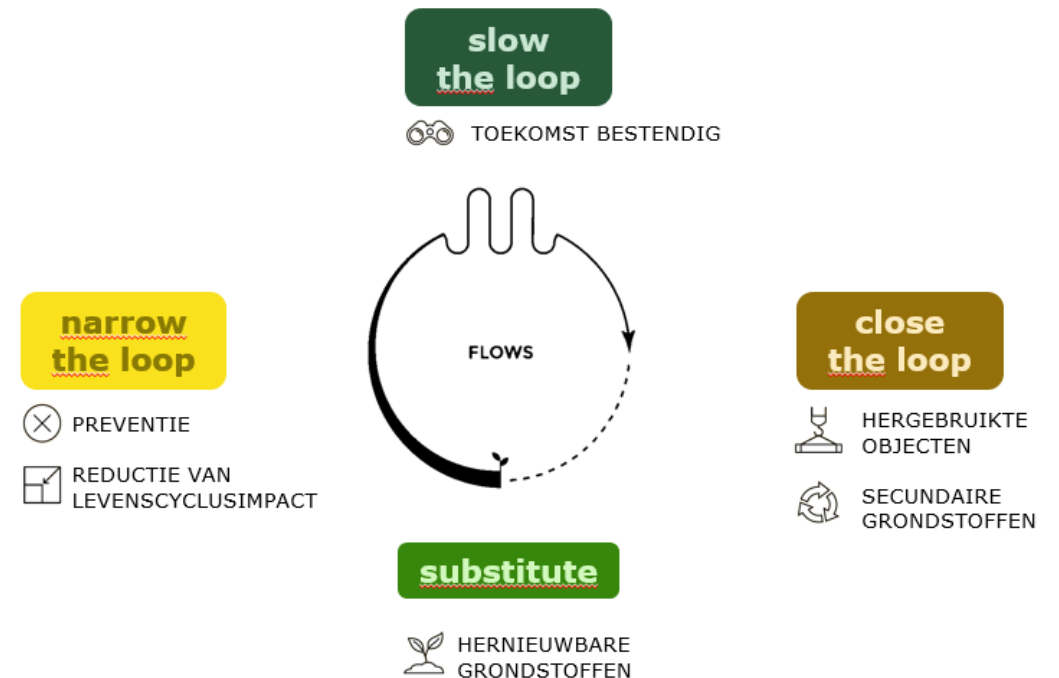 slow
the loop
TOEKOMST BESTENDIG
narrow
the loop
PREVENTIE
REDUCTIE VAN
LEVENSCYCLUSIMPACT
FLOWS
close
the loop
HERGEBRUIKTE
OBJECTEN
SECUNDAIRE
GRONDSTOFFEN
substitute
HERNIEUWBARE
GRONDSTOFFEN